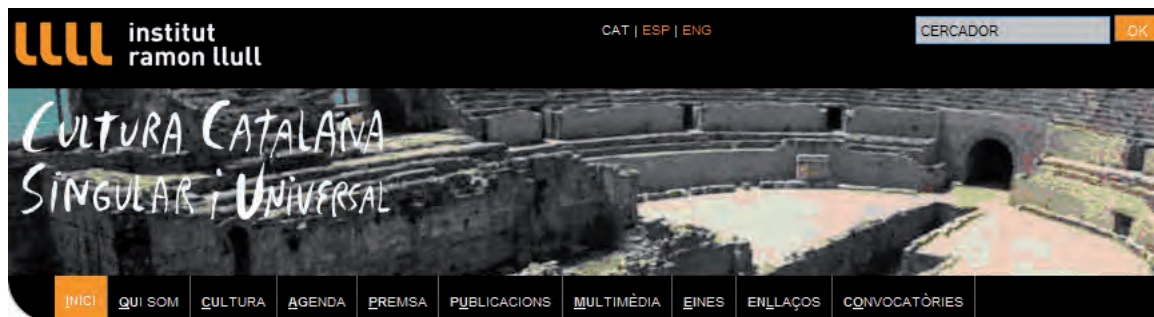 LLLL institut
ramon llull
CAT | ESP | ENG
CERCADOR OK
CULTURA CATALANA
SINGULAR i UNIVERSAL
INICI QUI SOM CULTURA AGENDA PREMSA PUBLICACIONS MULTIMÈDIA EINES ENLLAÇOS CONVOCATÒRIES